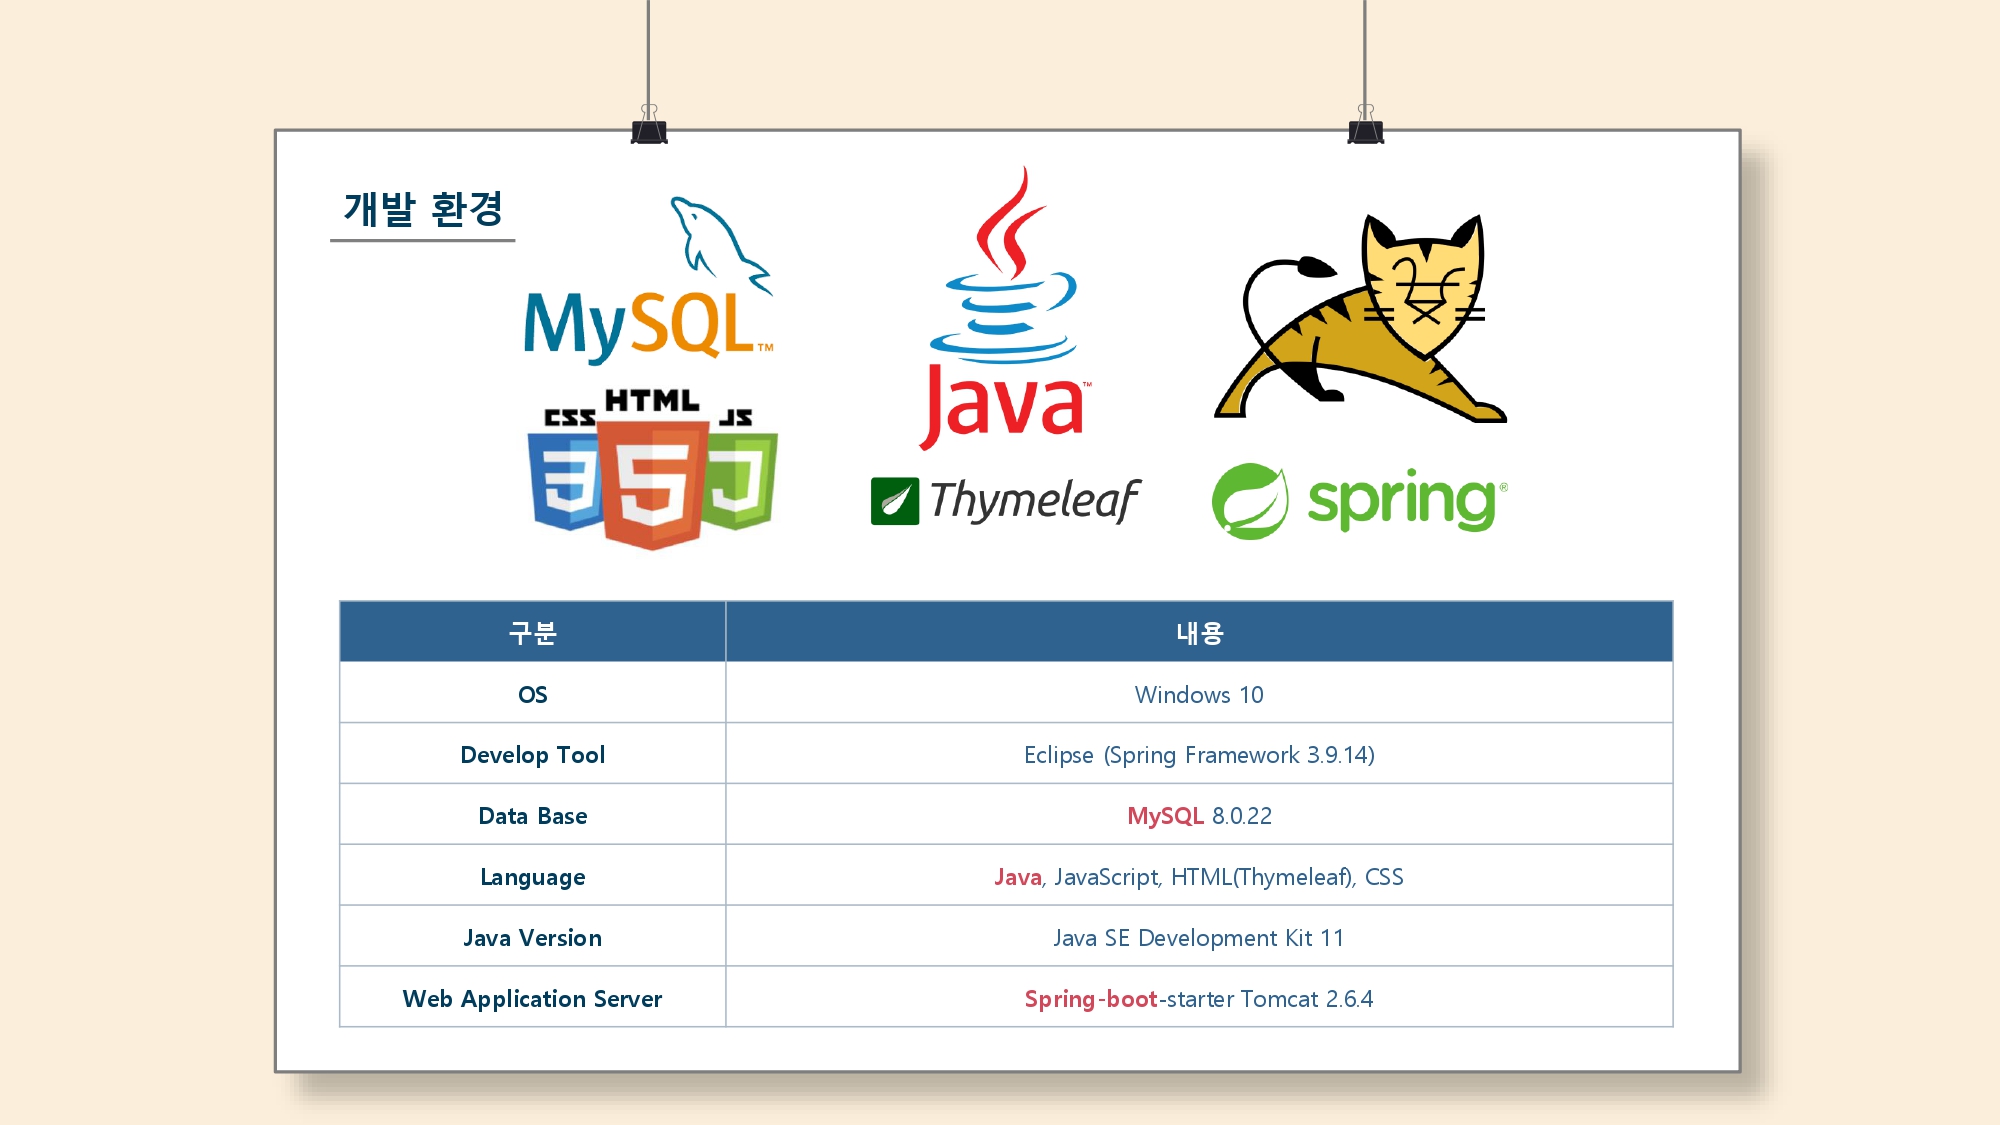 개발 환경
MySQL™
Java™
CSS HTML JS
3 5 J
Thymeleaf
spring®
구분 내용
OS Windows 10
Develop Tool Eclipse (Spring Framework 3.9.14)
Data Base MySQL 8.0.22
Language Java, JavaScript, HTML(Thymeleaf), CSS
Java Version Java SE Development Kit 11
Web Application Server Spring-boot-starter Tomcat 2.6.4